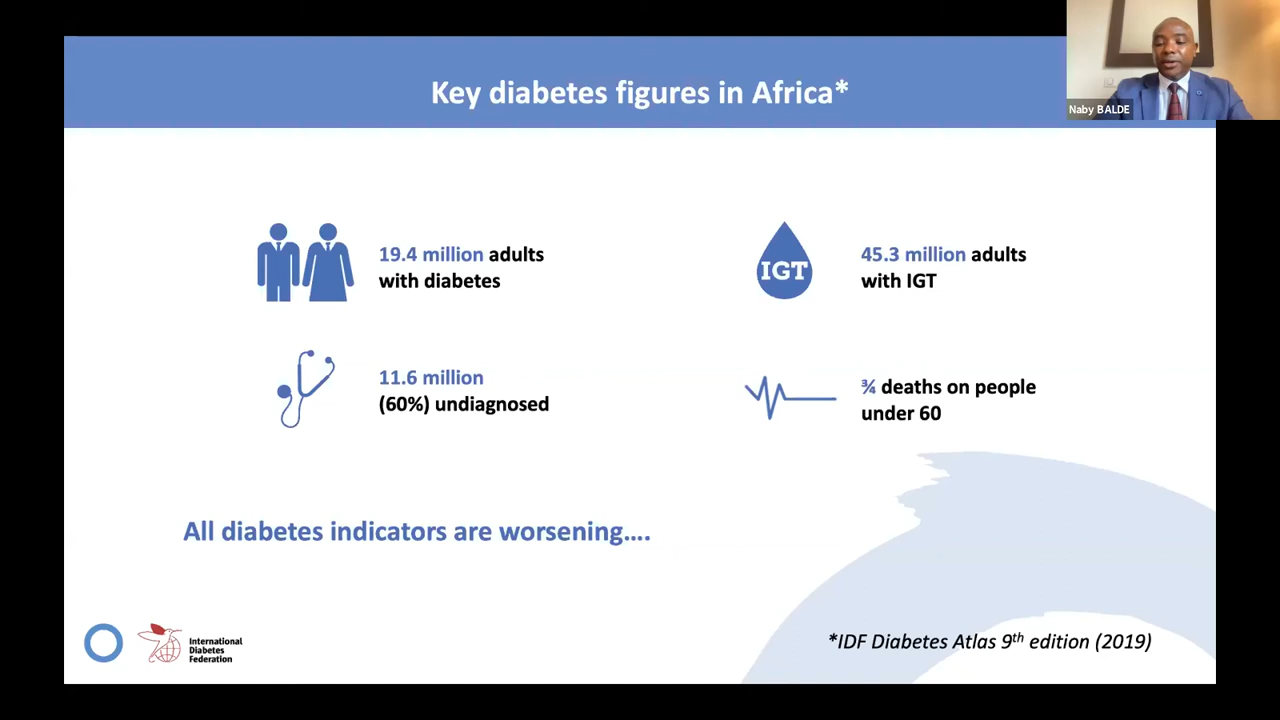 Key diabetes figures in Africa*
Naby BALDE
19.4 million adults
with diabetes
IGT
45.3 million adults
with IGT
11.6 million
(60%) undiagnosed
¾ deaths on people
under 60
All diabetes indicators are worsening....
International
Diabetes
Federation
*IDF Diabetes Atlas 9th edition (2019)